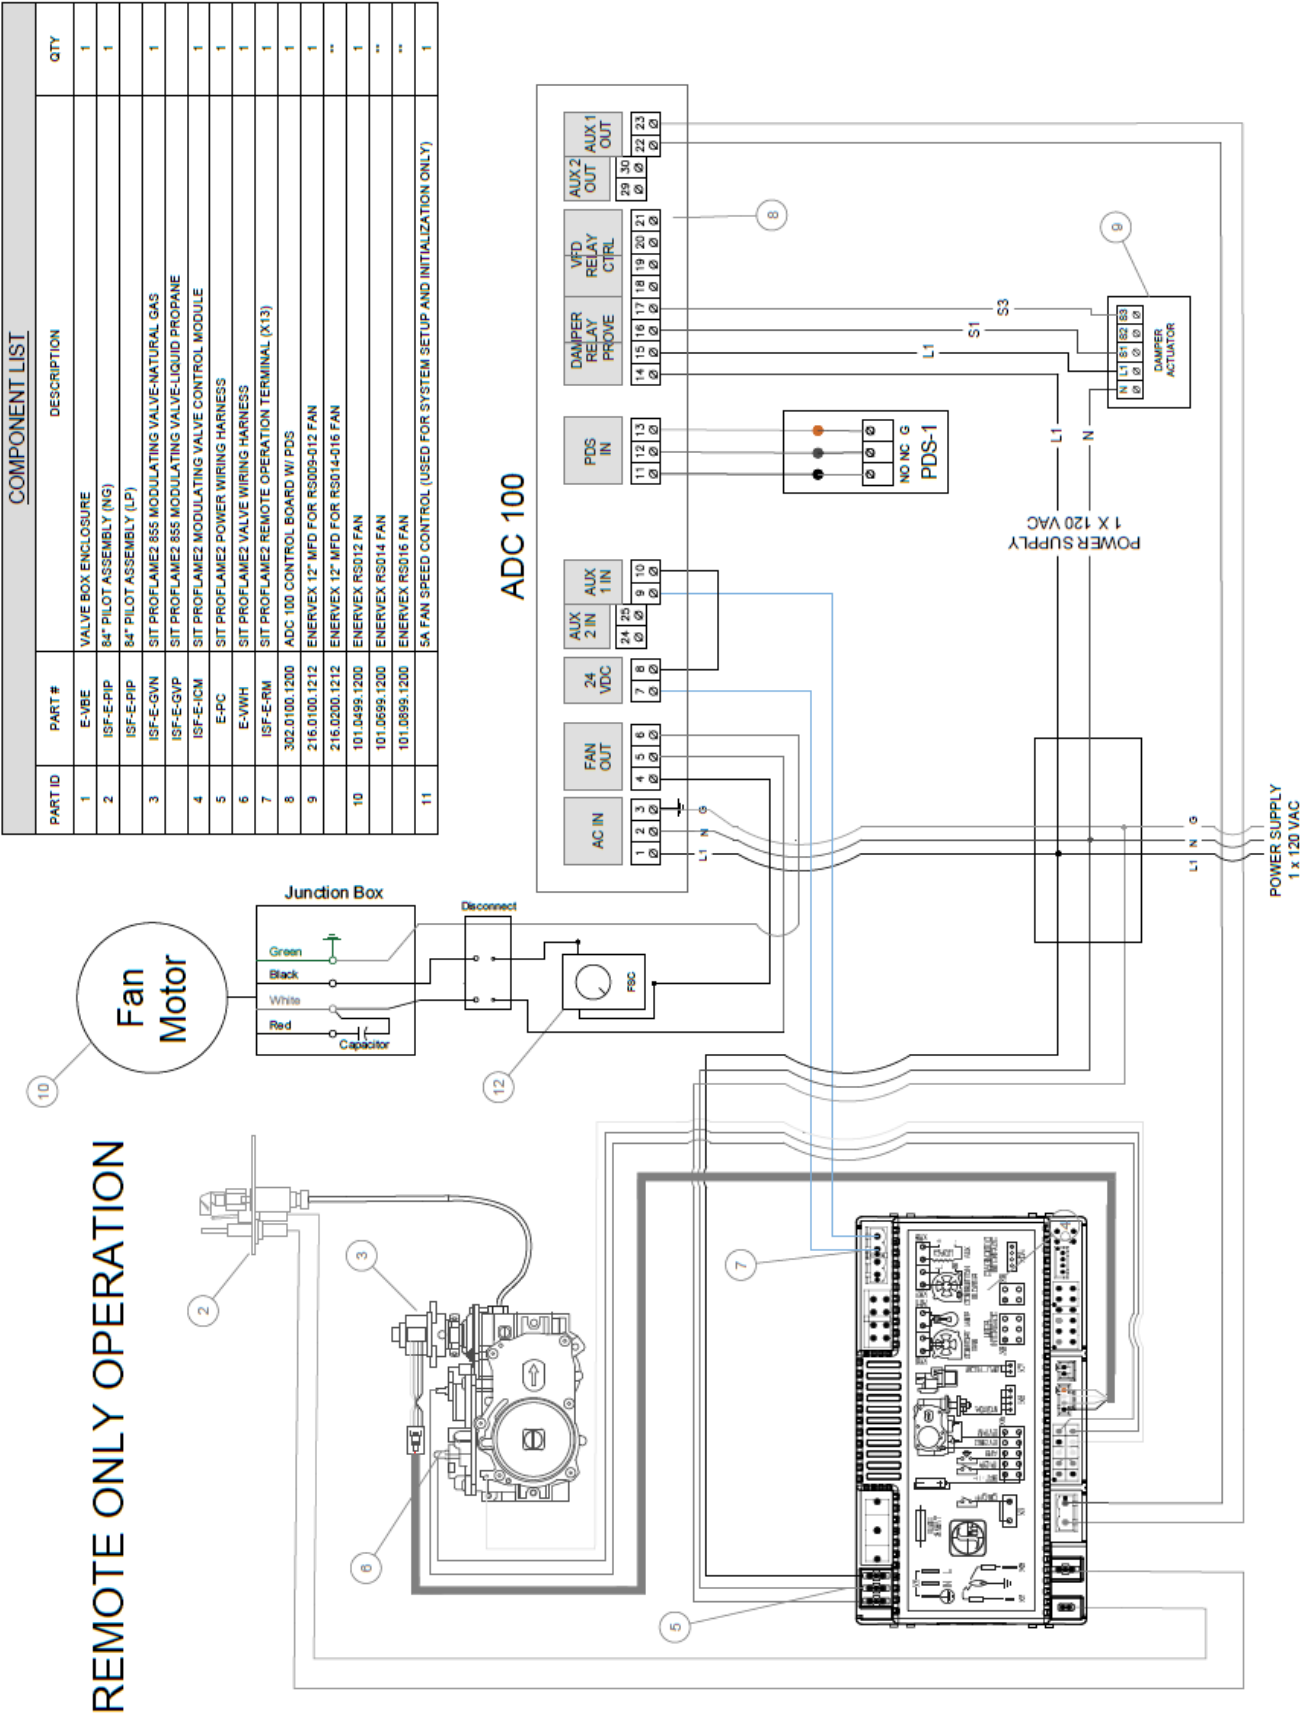 REMOTE ONLY OPERATION
COMPONENT LIST
PART ID PART # DESCRIPTION QTY
1 E-VBE VALVE BOX ENCLOSURE 1
2 ISF-E-PIP 84" PILOT ASSEMBLY (NG) 1
ISF-E-PIP 84" PILOT ASSEMBLY (LP)
3 ISF-E-GVN SIT PROFLAME2 855 MODULATING VALVE-NATURAL GAS 1
ISF-E-GVP SIT PROFLAME2 855 MODULATING VALVE-LIQUID PROPANE
4 ISF-E-ICM SIT PROFLAME2 MODULATING VALVE CONTROL MODULE 1
5 E-PC SIT PROFLAME2 POWER WIRING HARNESS 1
6 E-VWH SIT PROFLAME2 VALVE WIRING HARNESS 1
7 ISF-E-RM SIT PROFLAME2 REMOTE OPERATION TERMINAL (X13) 1
8 302.0100.1200 ADC 100 CONTROL BOARD W/ PDS 1
9 216.0100.1212 ENERVEX 12" MFD FOR RS009-012 FAN 1
216.0200.1212 ENERVEX 12" MFD FOR RS014-016 FAN **
10 101.0499.1200 ENERVEX RS012 FAN 1
101.0699.1200 ENERVEX RS014 FAN **
101.0899.1200 ENERVEX RS016 FAN **
11 5A FAN SPEED CONTROL (USED FOR SYSTEM SETUP AND INITIALIZATION ONLY) 1
10
Fan
Motor
Junction Box
Green
Black
White
Red
Capacitor
Disconnect
FSC
12
ADC 100
AC IN
1 2 3
FAN OUT
4 5 6
24 VDC
7 8
AUX 2 IN
24 25
AUX 1 IN
9 10
PDS IN
11 12 13
DAMPER RELAY PROVE
14 15 16 17
VFD RELAY CTRL
18 19 20 21
AUX 2 OUT
29 30
AUX 1 OUT
22 23
8
L1 N G
NO NC G
PDS-1
L1
S1
S3
L1
N
9
N L1 S1 S2 S3
DAMPER
ACTUATOR
POWER SUPPLY
1 X 120 VAC
L1 N G
POWER SUPPLY
1 x 120 VAC
2
3
6
7
4
5